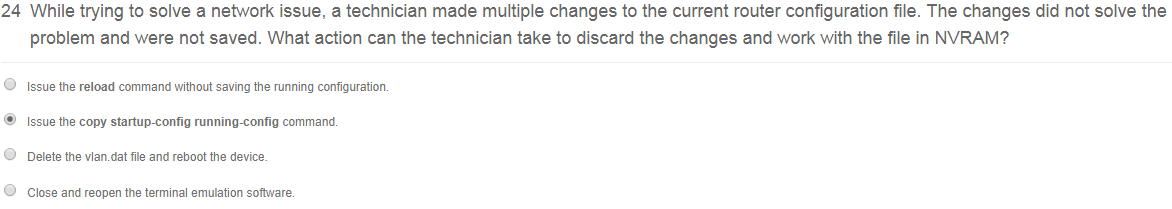 24 While trying to solve a network issue, a technician made multiple changes to the current router configuration file. The changes did not solve the
problem and were not saved. What action can the technician take to discard the changes and work with the file in NVRAM?
Issue the reload command without saving the running configuration.
Issue the copy startup-config running-config command.
Delete the vlan.dat file and reboot the device.
Close and reopen the terminal emulation software.